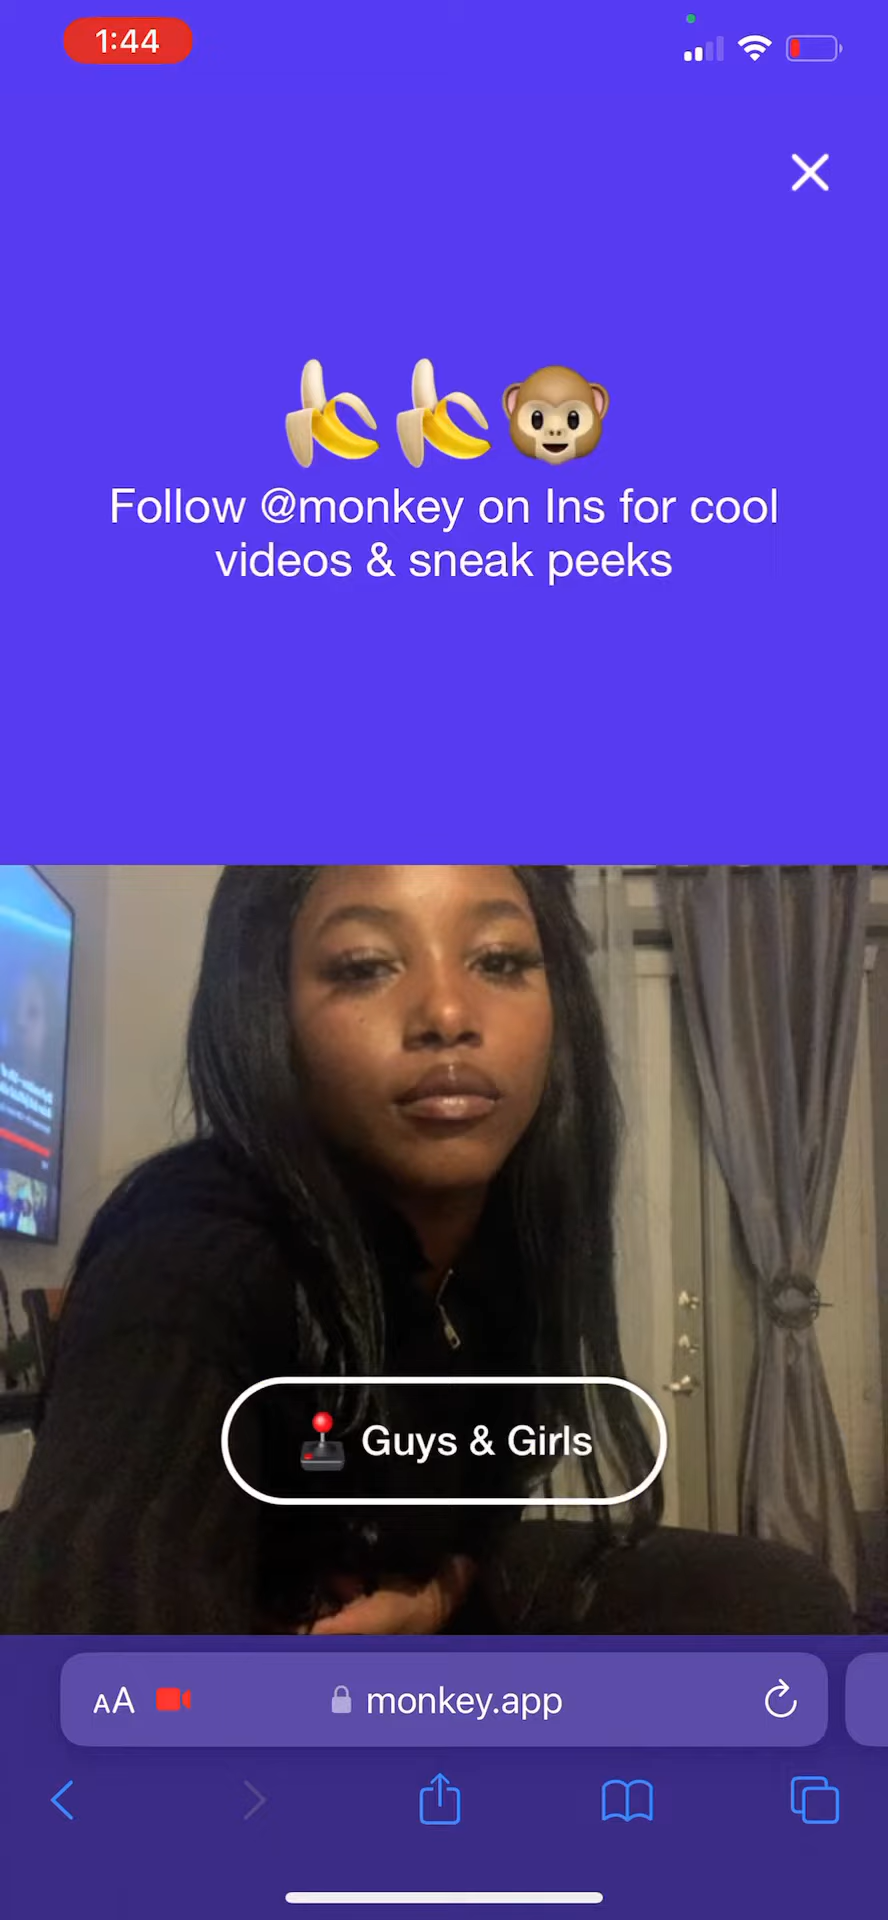 1:44
Follow @monkey on Ins for cool
videos & sneak peeks
Guys & Girls
AA
monkey.app